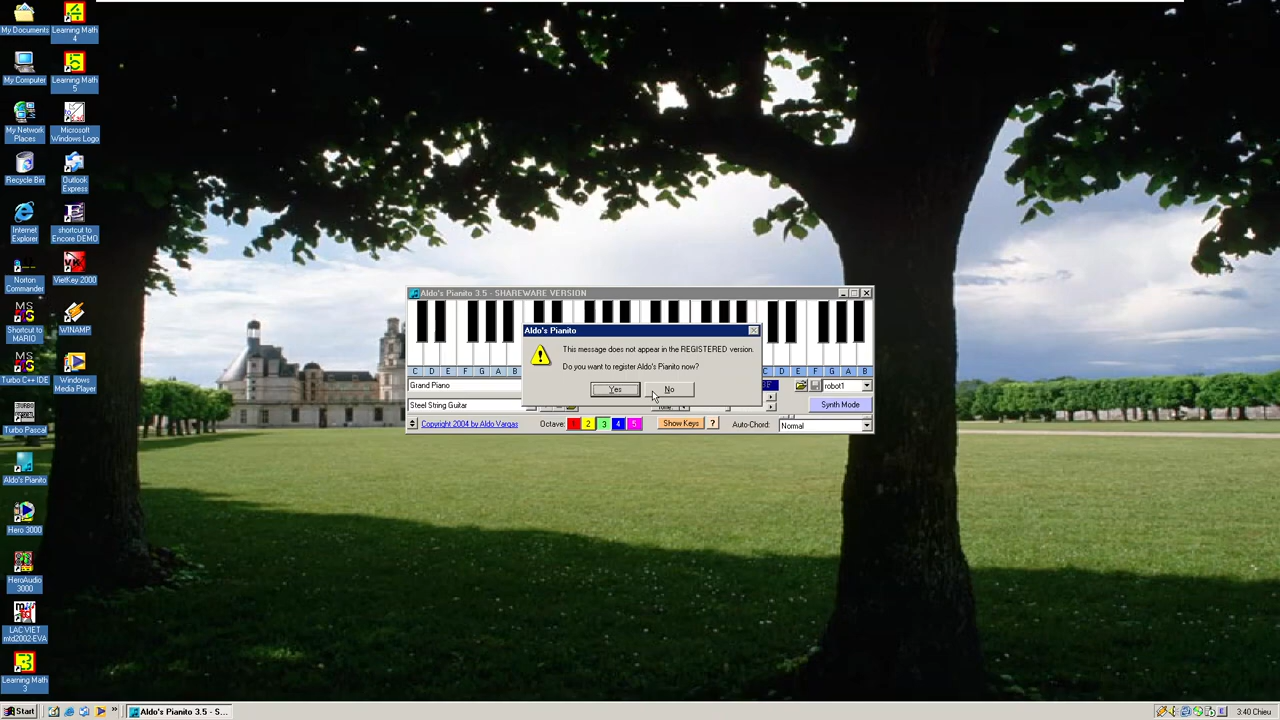 My Documents
Learning Math
4
My Computer
Learning Math
5
My Network
Places
Microsoft
Windows Logo
Recycle Bin
Outlook
Express
Internet
Explorer
shortcut to
Encore DEMO
Norton
Commander
VietKey 2000
Shortcut to
MARIO
WINAMP
Turbo C++ IDE
Windows
Media Player
Turbo Pascal
Aldo's Pianito
Hero 3000
HeroAudio
3000
LAC VIET
mtd2002-EVA
Learning Math
3
Aldo's Pianito 3.5 - SHAREWARE VERSION
Aldo's Pianito
This message does not appear in the REGISTERED version.
Do you want to register Aldo's Pianito now?
Yes
No
C D E F G A B
C D E F G A B
Grand Piano
robot1
Steel String Guitar
Synth Mode
Copyright 2004 by Aldo Vargas
Octave:
2 3 4 5
Show Keys
?
Auto-Chord:
Normal
Start
Aldo's Pianito 3.5 - S...
3:40 Chieu